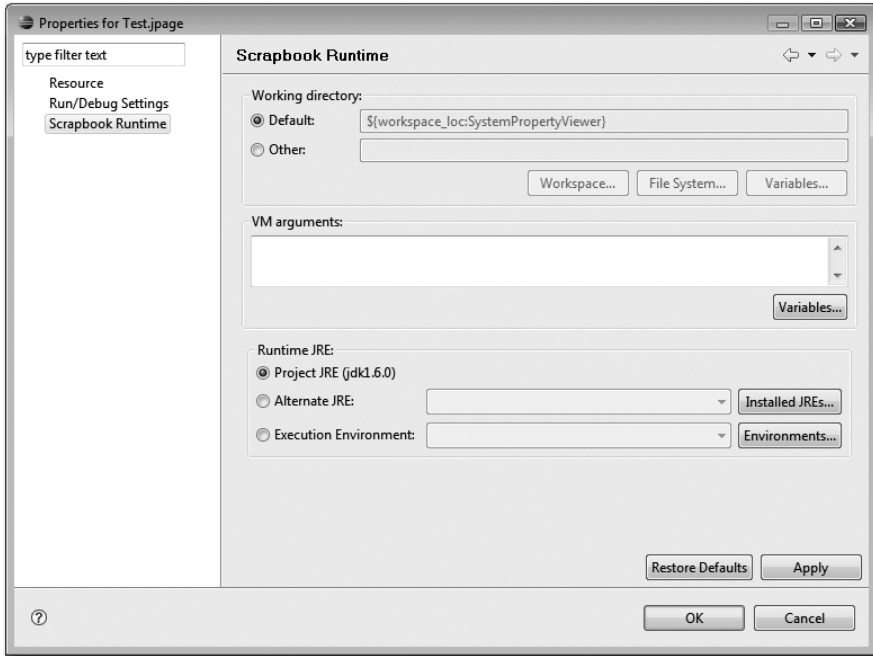 Properties for Test.jpage
type filter text
Resource
Run/Debug Settings
Scrapbook Runtime
Scrapbook Runtime
Working directory:
Default: ${workspace_loc:SystemPropertyViewer}
Other:
Workspace... File System... Variables...
VM arguments:
Variables...
Runtime JRE:
Project JRE (jdk1.6.0)
Alternate JRE: Installed JREs...
Execution Environment: Environments...
Restore Defaults Apply
? OK Cancel